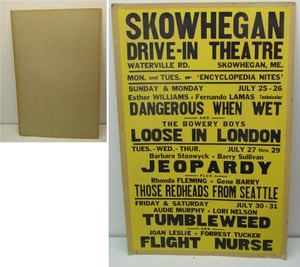 SKOWHEGAN
DRIVE-IN THEATRE
WATERVILLE RD. SKOWHEGAN, ME.
MON. and TUES. "ENCYCLOPEDIA NITES"
SUNDAY & MONDAY JULY 25-26
Esther WILLIAMS - Fernando LAMAS Technicolor
DANGEROUS WHEN WET
AND
THE BOWERY BOYS
LOOSE IN LONDON
TUES.-WED.-THUR. JULY 27 thru 29
Barbara Stanwyck - Barry Sullivan
JEOPARDY
PLUS
Rhonda FLEMING - Gene BARRY
THOSE REDHEADS FROM SEATTLE
FRIDAY & SATURDAY JULY 30-31
AUDIE MURPHY - LORI NELSON
TUMBLEWEED
AND
JOAN LESLIE - FORREST TUCKER
FLIGHT NURSE